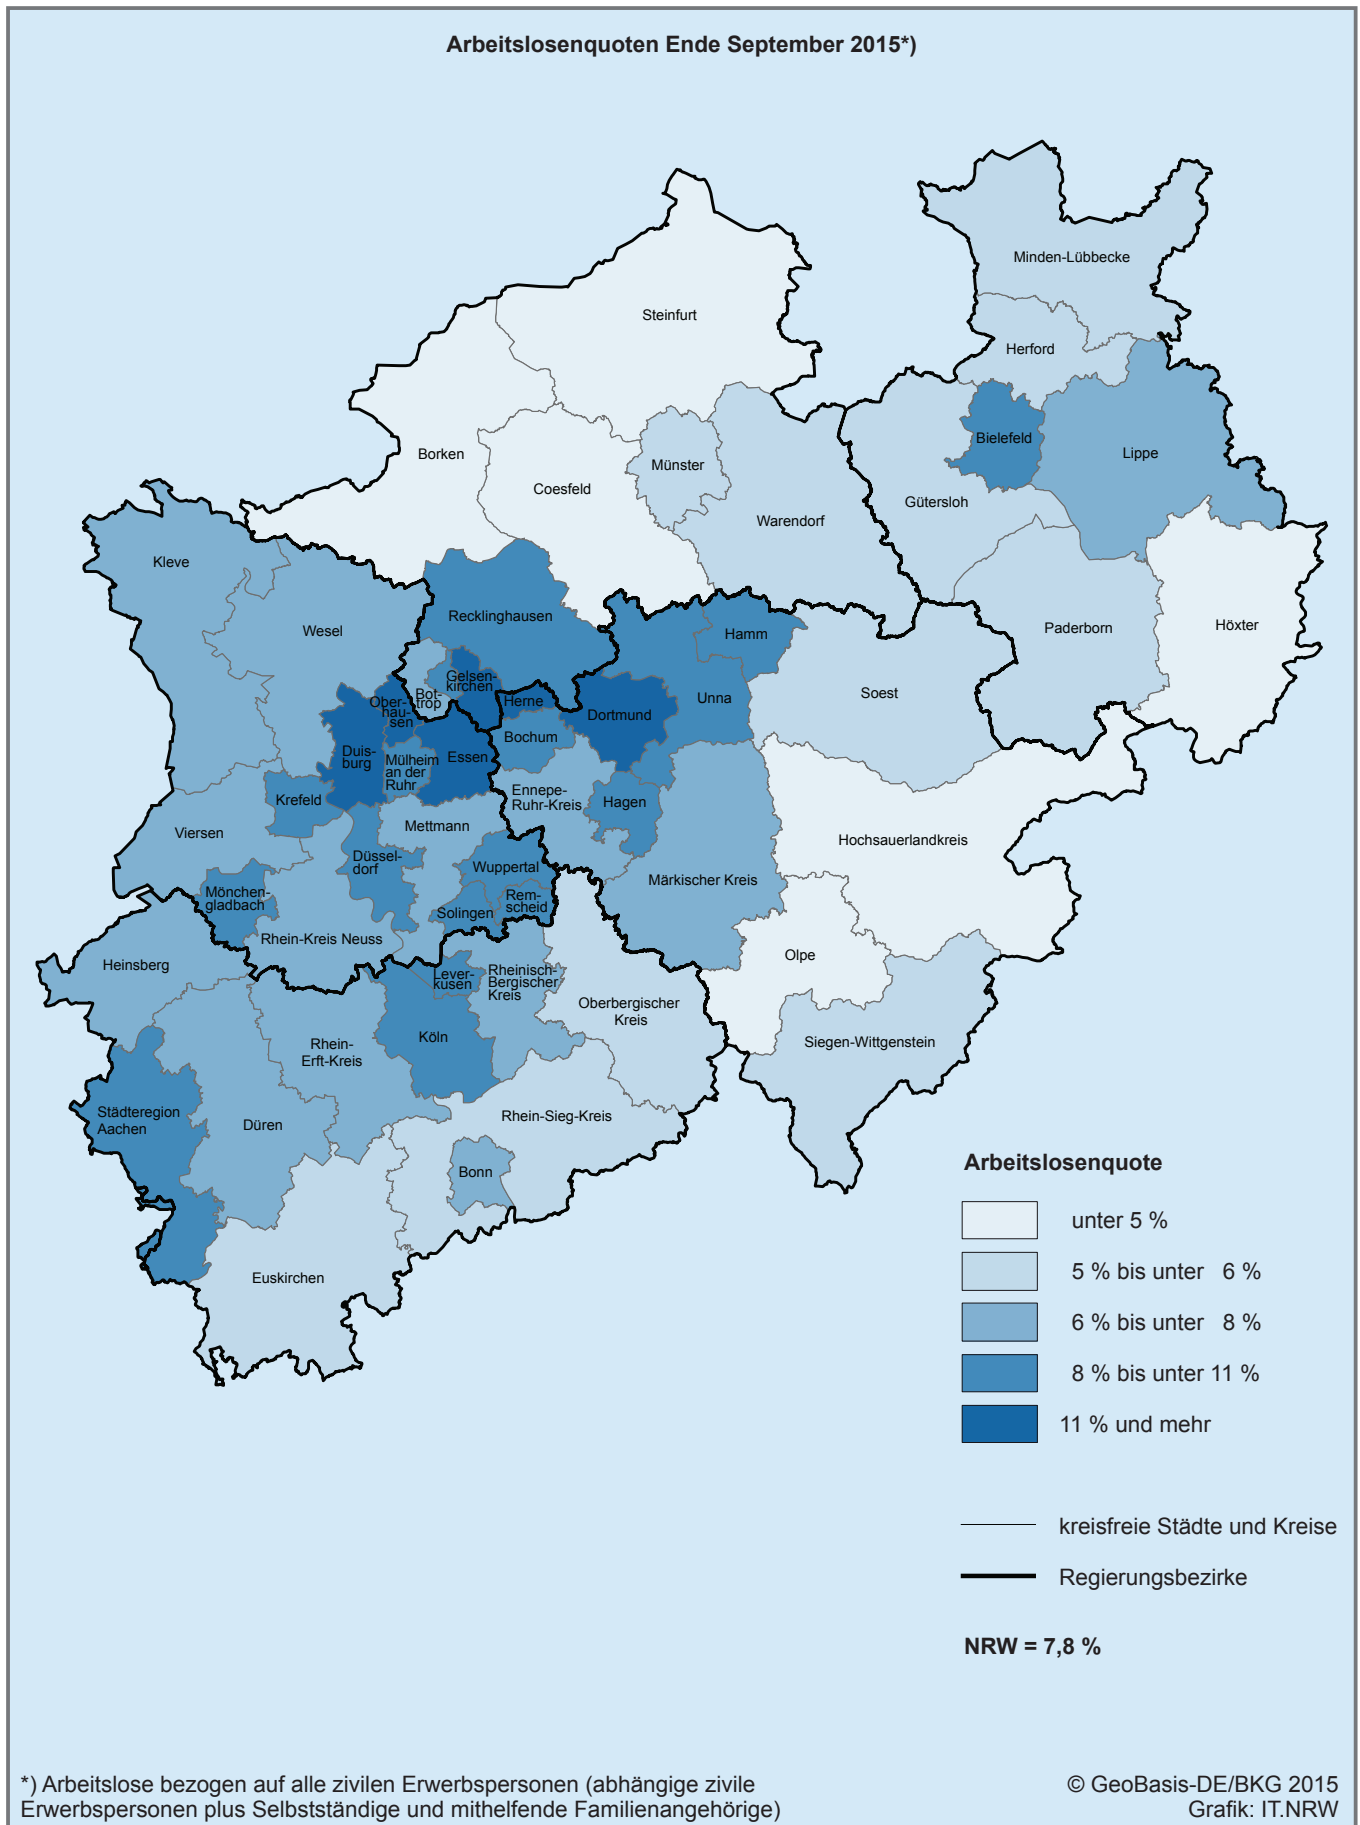 Arbeitslosenquoten Ende September 2015*)
Minden-Lübbecke
Steinfurt
Herford
Bielefeld
Lippe
Borken
Münster
Coesfeld
Gütersloh
Warendorf
Kleve
Recklinghausen
Hamm
Paderborn
Höxter
Wesel
Soest
Gelsen-
kirchen
Bot-
trop
Ober-
hau-
sen
Herne
Dortmund
Unna
Bochum
Duis-
burg
Mülheim
an der
Ruhr
Essen
Ennepe-
Ruhr-Kreis
Hagen
Krefeld
Mettmann
Viersen
Hochsauerlandkreis
Düssel-
dorf
Wuppertal
Märkischer Kreis
Mönchen-
gladbach
Rem-
scheid
Solingen
Rhein-Kreis Neuss
Olpe
Heinsberg
Lever-
kusen
Rheinisch-
Bergischer
Kreis
Oberbergischer
Kreis
Köln
Rhein-
Erft-Kreis
Siegen-Wittgenstein
Städteregion
Aachen
Düren
Rhein-Sieg-Kreis
Bonn
Euskirchen
Arbeitslosenquote
unter 5 %
5 % bis unter 6 %
6 % bis unter 8 %
8 % bis unter 11 %
11 % und mehr
kreisfreie Städte und Kreise
Regierungsbezirke
NRW = 7,8 %
*) Arbeitslose bezogen auf alle zivilen Erwerbspersonen (abhängige zivile
Erwerbspersonen plus Selbstständige und mithelfende Familienangehörige)
© GeoBasis-DE/BKG 2015
Grafik: IT.NRW